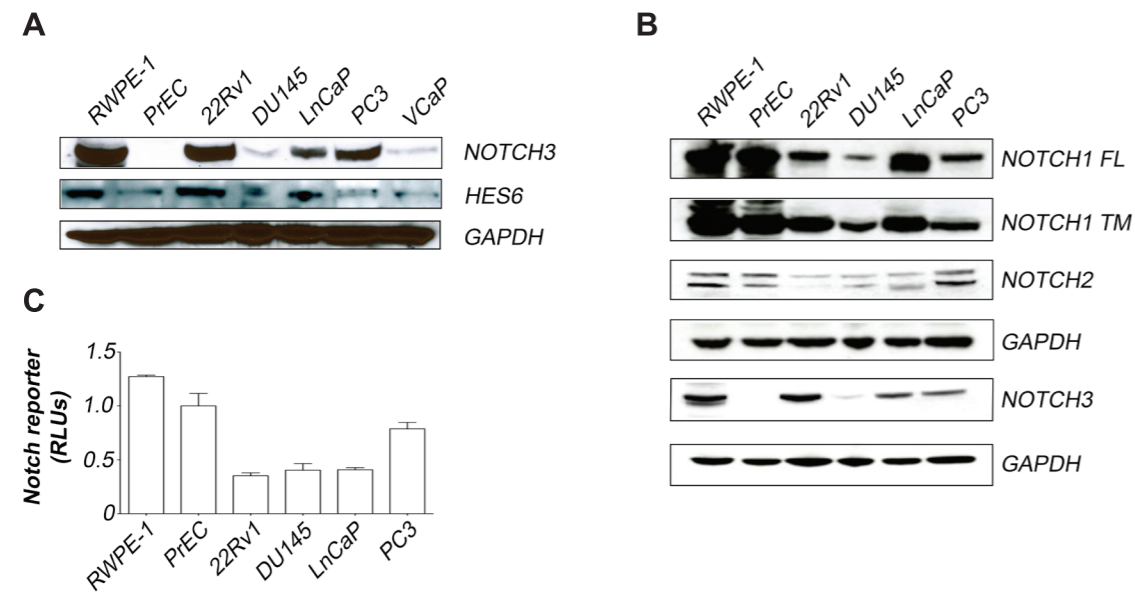 A
RWPE-1 PrEC 22Rv1 DU145 LnCaP PC3 VCaP
NOTCH3
HES6
GAPDH
B
RWPE-1 PrEC 22Rv1 DU145 LnCaP PC3
NOTCH1 FL
NOTCH1 TM
NOTCH2
GAPDH
NOTCH3
GAPDH
C
Notch reporter
(RLUs)
1.5
1.0
0.5
0
RWPE-1 PrEC 22Rv1 DU145 LnCaP PC3